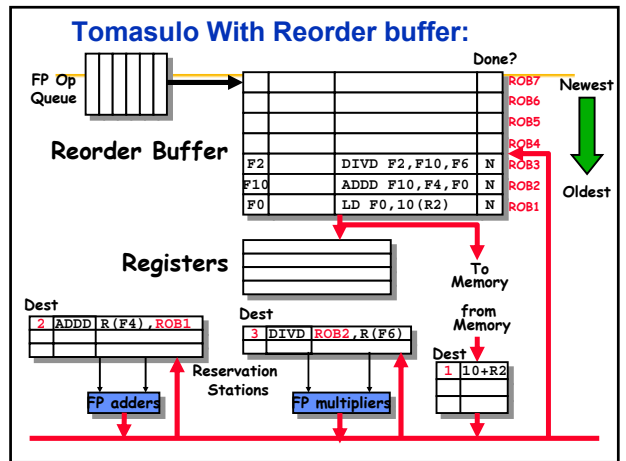 Tomasulo With Reorder buffer:
Done?
FP Op
Queue
ROB7
Newest
ROB6
ROB5
ROB4
Reorder Buffer
F2 DIVD F2,F10,F6 N ROB3
F10 ADDD F10,F4,F0 N ROB2
Oldest
F0 LD F0,10(R2) N ROB1
Registers
To
Memory
from
Memory
Dest
2 ADDD R(F4),ROB1
Dest
3 DIVD ROB2,R(F6)
Dest
1 10+R2
Reservation
Stations
FP adders
FP multipliers